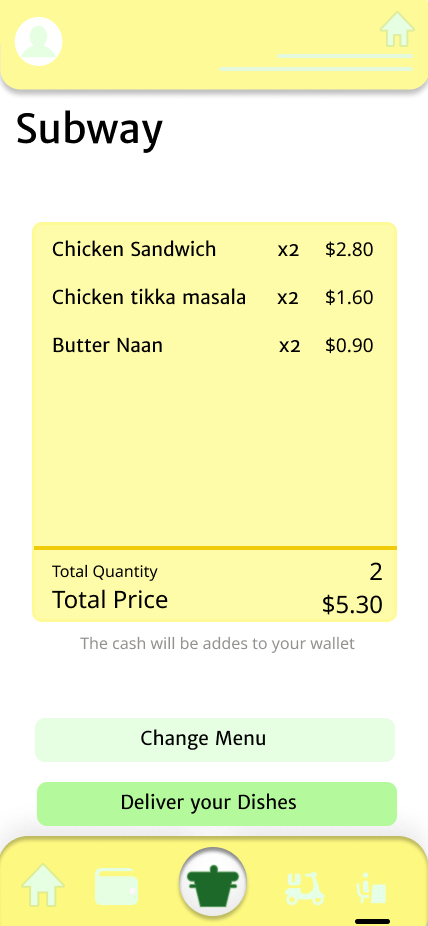 Subway
Chicken Sandwich x2 $2.80
Chicken tikka masala x2 $1.60
Butter Naan x2 $0.90
Total Quantity 2
Total Price $5.30
The cash will be addes to your wallet
Change Menu
Deliver your Dishes